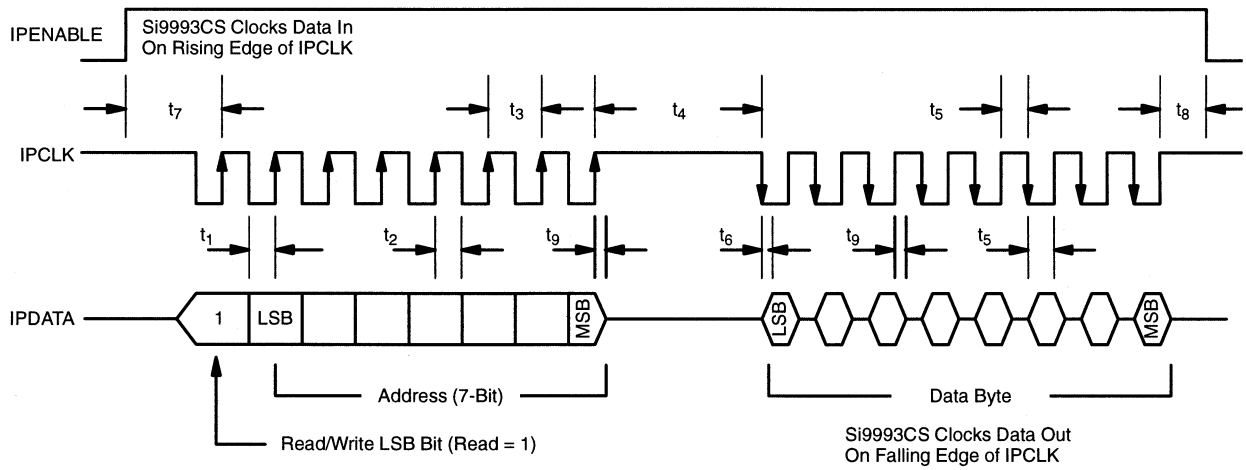 IPENABLE
Si9993CS Clocks Data In
On Rising Edge of IPCLK
t7
t3
t4
t5
t8
IPCLK
t1
t2
t9
t6
t9
t5
IPDATA
1
LSB
MSB
LSB
MSB
Address (7-Bit)
Data Byte
Read/Write LSB Bit (Read = 1)
Si9993CS Clocks Data Out
On Falling Edge of IPCLK